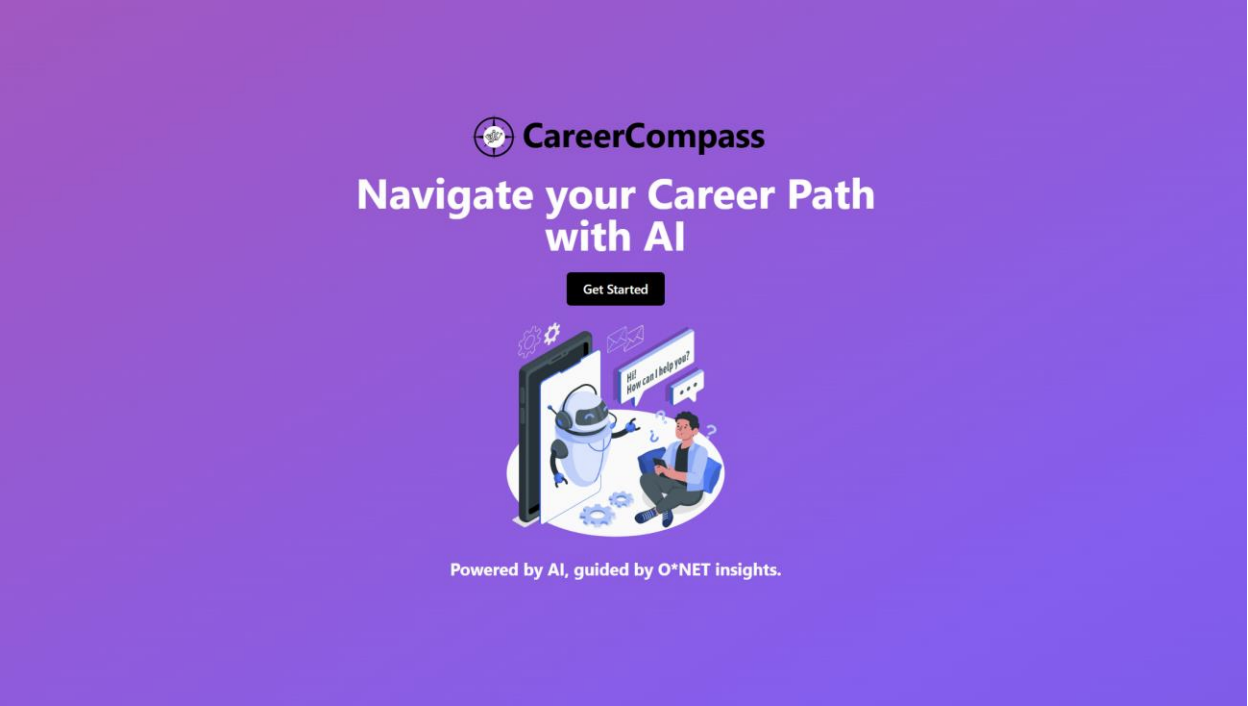 CareerCompass
Navigate your Career Path
with AI
Get Started
Hi!
How can I help you?
Powered by AI, guided by O*NET insights.